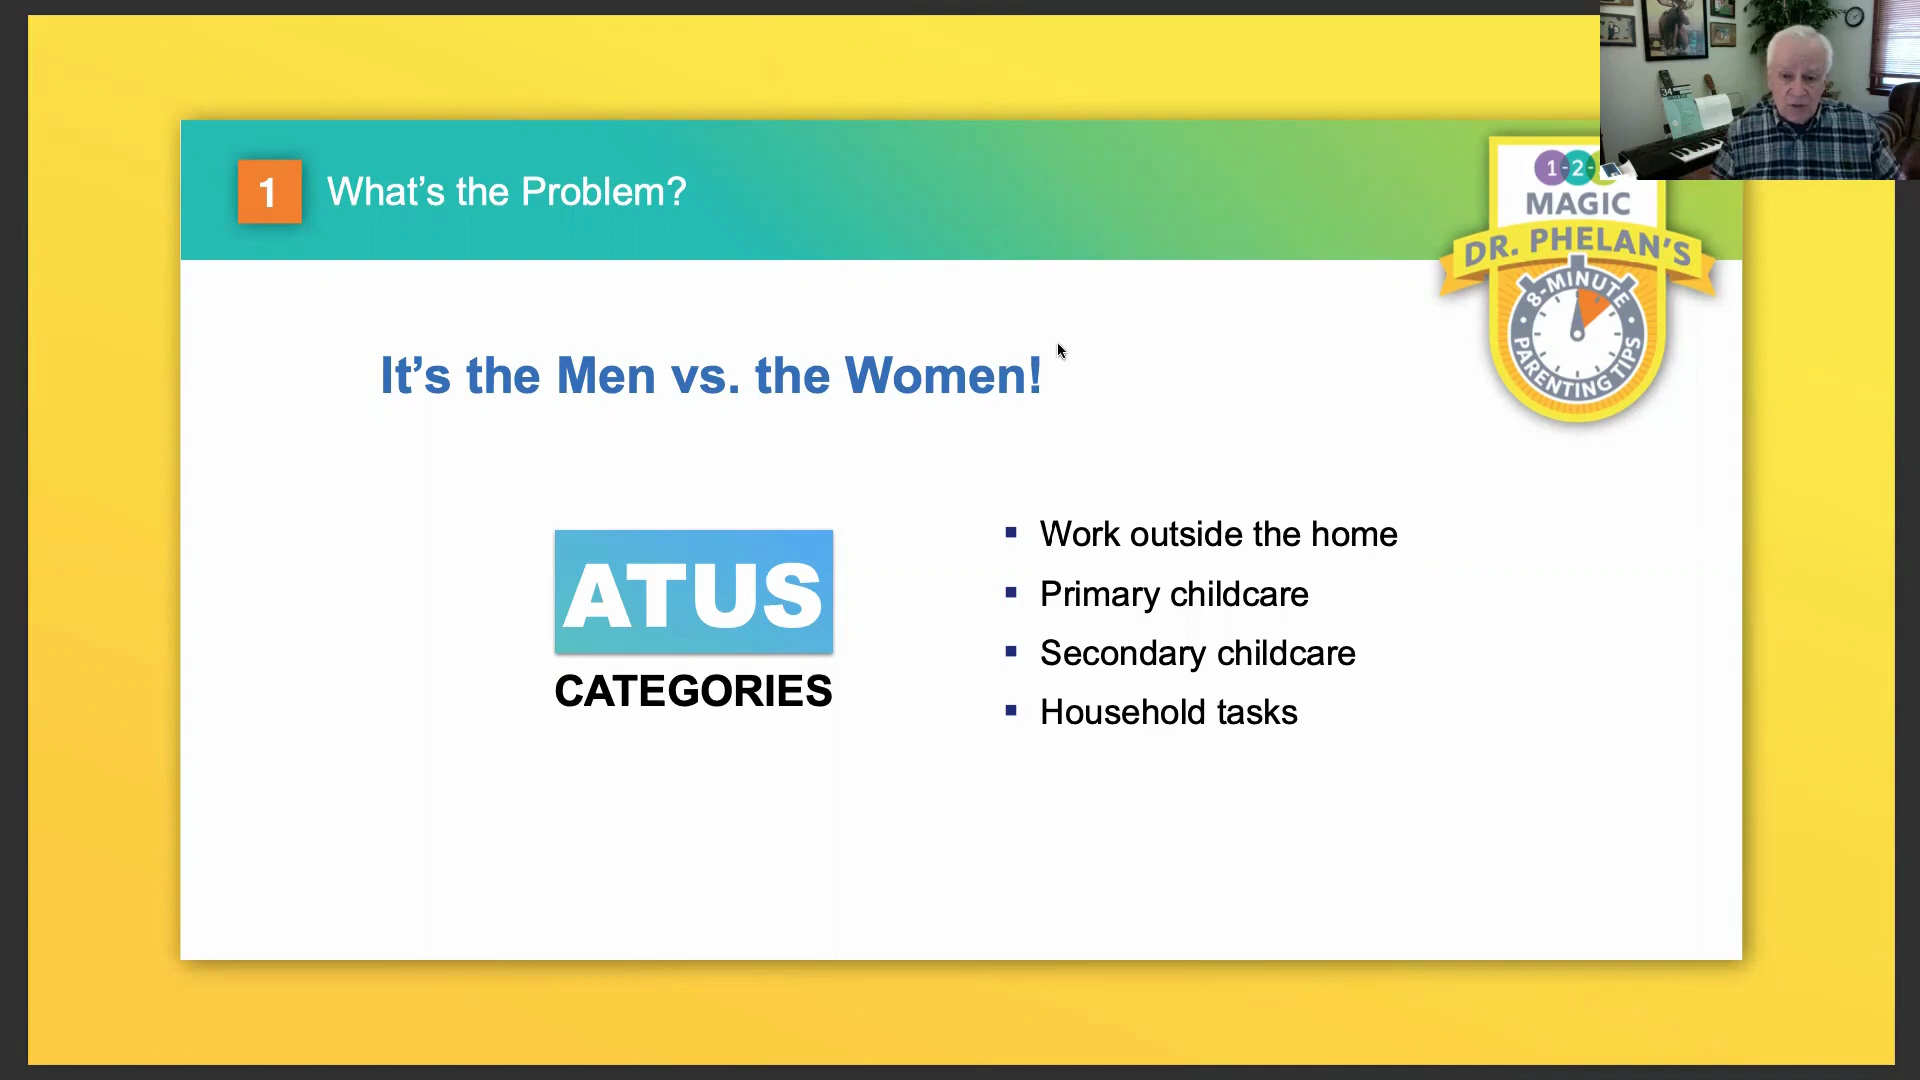 1
What’s the Problem?
1-2-
MAGIC
DR. PHELAN’S
8-MINUTE
PARENTING TIPS
It’s the Men vs. the Women!
ATUS
CATEGORIES
▪ Work outside the home
▪ Primary childcare
▪ Secondary childcare
▪ Household tasks
34